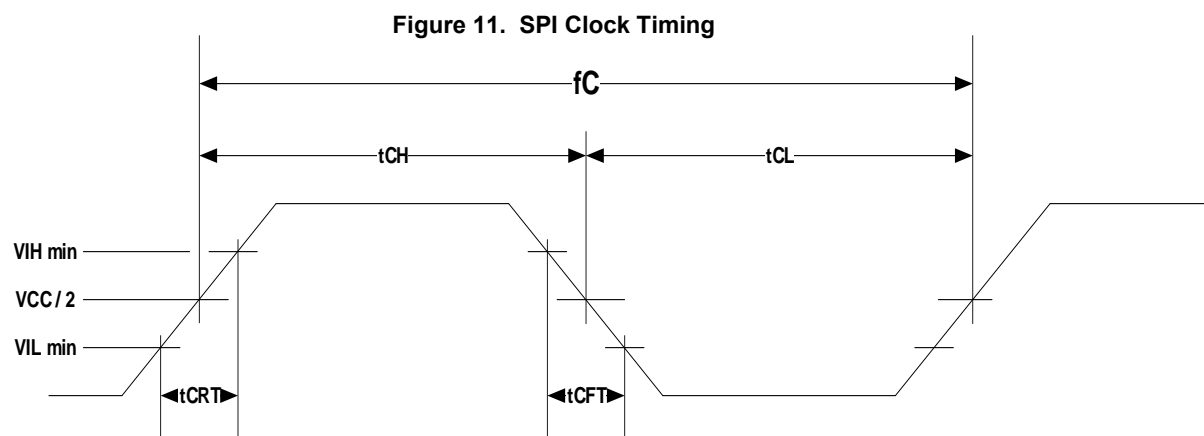 Figure 11. SPI Clock Timing
fC
tCH
tCL
VIH min
VCC / 2
VIL min
tCRT
tCFT